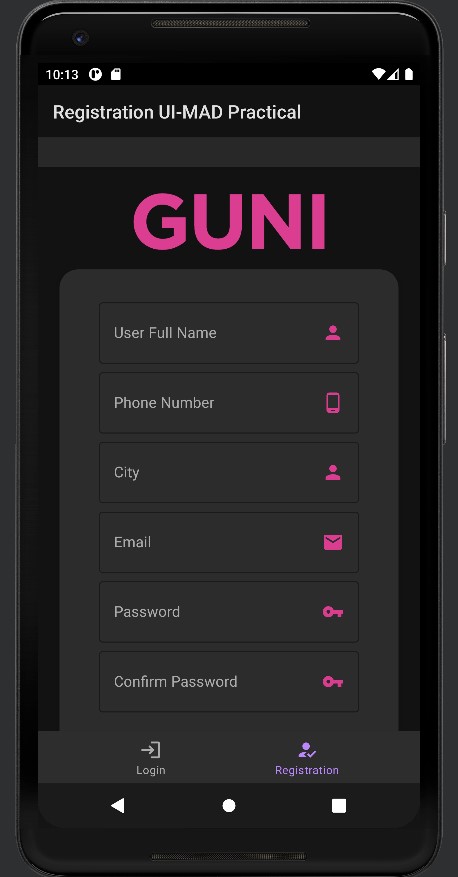 10:13
Registration UI-MAD Practical
GUNI
User Full Name
Phone Number
City
Email
Password
Confirm Password
Login
Registration